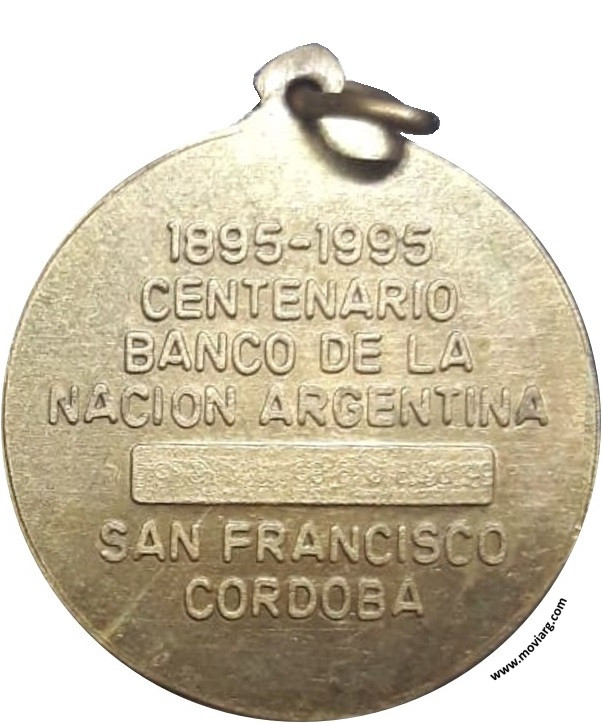 1895-1995
CENTENARIO
BANCO DE LA
NACION ARGENTINA
SAN FRANCISCO
CORDOBA
www.moviarg.com